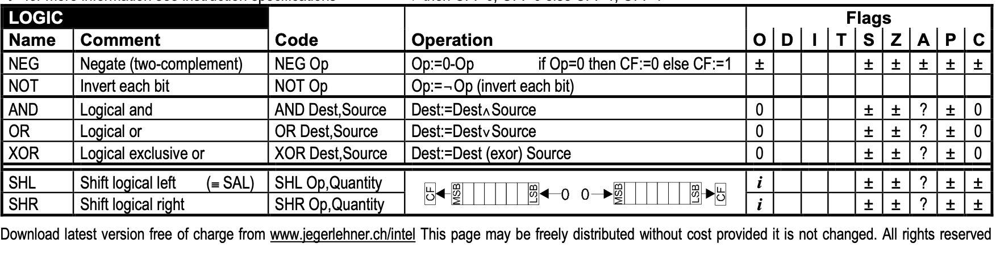 LOGIC Flags
Name Comment Code Operation O D I T S Z A P C
NEG Negate (two-complement) NEG Op Op:=0-Op if Op=0 then CF:=0 else CF:=1 ± ± ± ± ± ±
NOT Invert each bit NOT Op Op:=¬Op (invert each bit)
AND Logical and AND Dest,Source Dest:=Dest∧Source 0 ± ± ? ± 0
OR Logical or OR Dest,Source Dest:=Dest∨Source 0 ± ± ? ± 0
XOR Logical exclusive or XOR Dest,Source Dest:=Dest (exor) Source 0 ± ± ? ± 0
SHL Shift logical left (≡ SAL) SHL Op,Quantity i ± ± ? ± ±
CF MSB LSB 0 0 MSB LSB CF
SHR Shift logical right SHR Op,Quantity i ± ± ? ± ±
Download latest version free of charge from www.jegerlehner.ch/intel This page may be freely distributed without cost provided it is not changed. All rights reserved